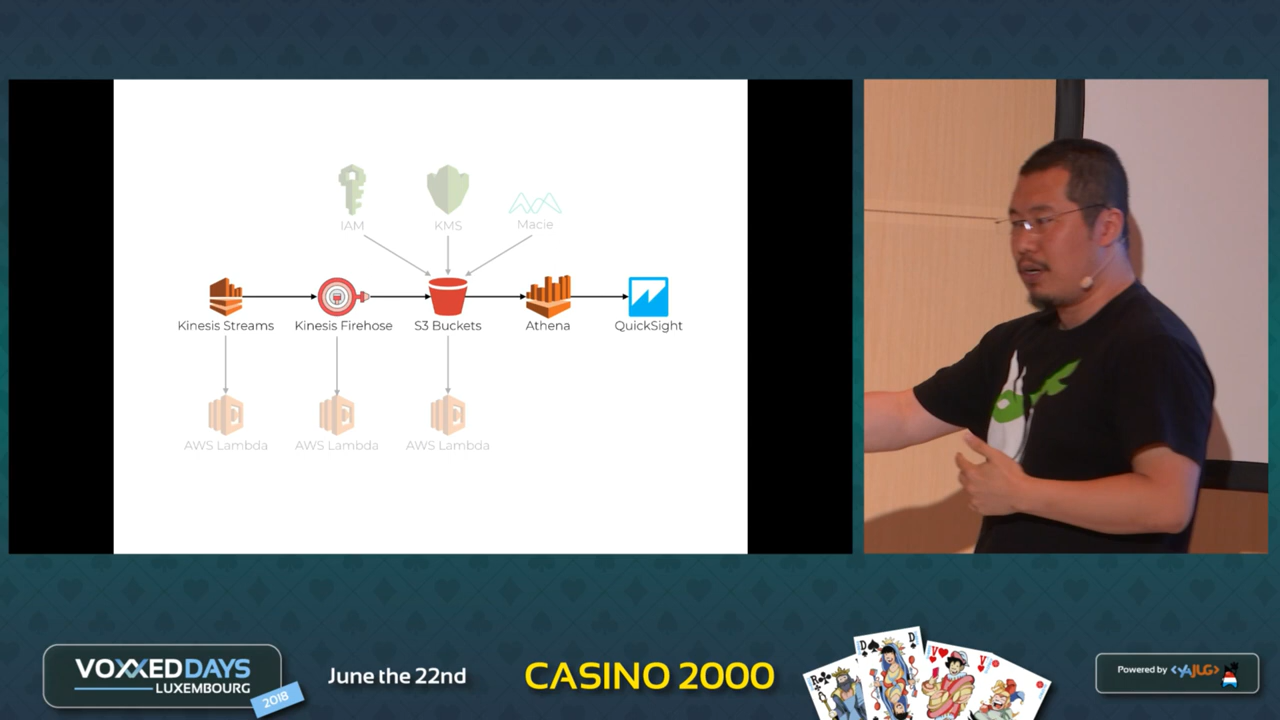 IAM
KMS
Macie
Kinesis Streams
Kinesis Firehose
S3 Buckets
Athena
QuickSight
AWS Lambda
AWS Lambda
AWS Lambda
VOXXED DAYS
LUXEMBOURG
2018
June the 22nd
CASINO 2000
R
Q
D
D
V
V
Powered by <YAJUG>